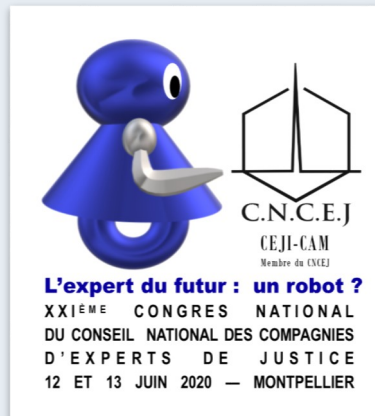 C.N.C.E.J
CEJI-CAM
Membre du CNCEJ
L'expert du futur : un robot ?
XXIÈME CONGRES NATIONAL
DU CONSEIL NATIONAL DES COMPAGNIES
D'EXPERTS DE JUSTICE
12 ET 13 JUIN 2020 — MONTPELLIER